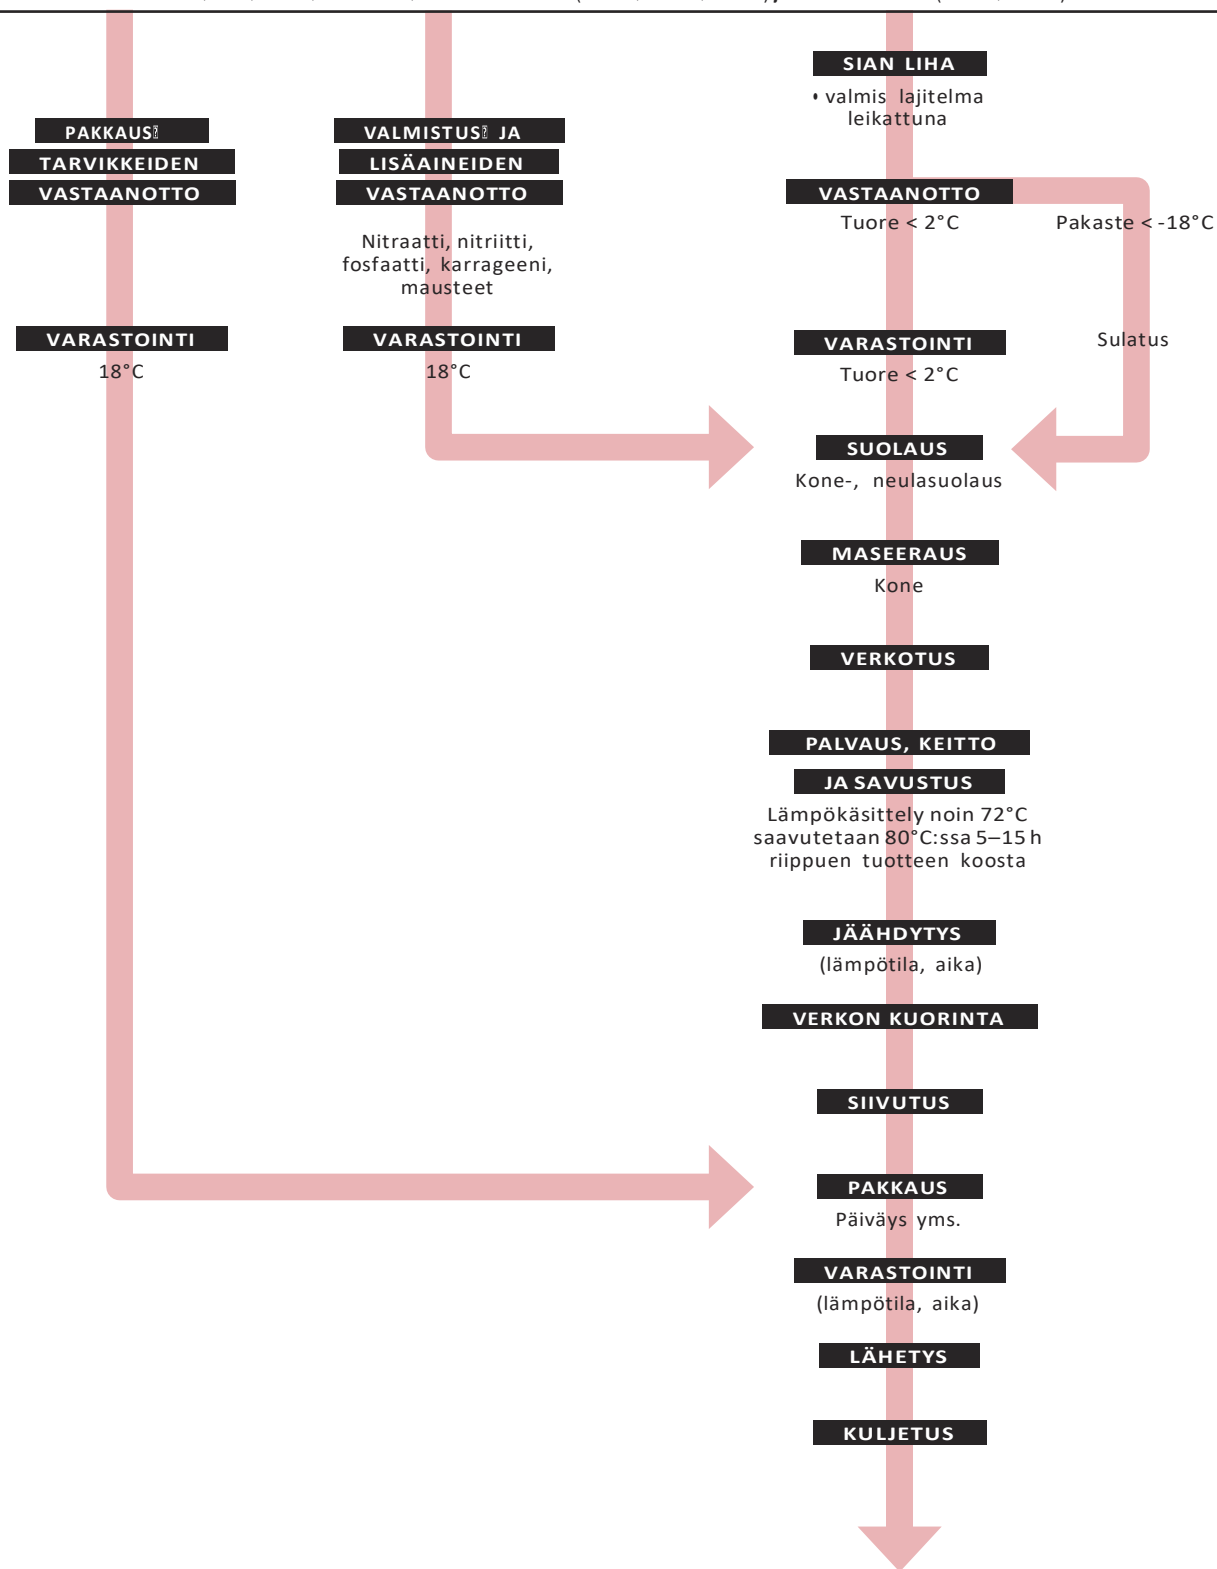 SIAN LIHA
• valmis lajitelma
leikattuna
PAKKAUS
TARVIKKEIDEN
VASTAANOTTO
VALMISTUS JA
LISÄAINEIDEN
VASTAANOTTO
Nitraatti, nitriitti,
fosfaatti, karrageeni,
mausteet
VASTAANOTTO
Tuore < 2°C
Pakaste < -18°C
VARASTOINTI
18°C
VARASTOINTI
18°C
VARASTOINTI
Tuore < 2°C
Sulatus
SUOLAUS
Kone-, neulasuolaus
MASEERAUS
Kone
VERKOTUS
PALVAUS, KEITTO
JA SAVUSTUS
Lämpökäsittely noin 72°C
saavutetaan 80°C:ssa 5–15 h
riippuen tuotteen koosta
JÄÄHDYTYS
(lämpötila, aika)
VERKON KUORINTA
SIIVUTUS
PAKKAUS
Päiväys yms.
VARASTOINTI
(lämpötila, aika)
LÄHETYS
KULJETUS